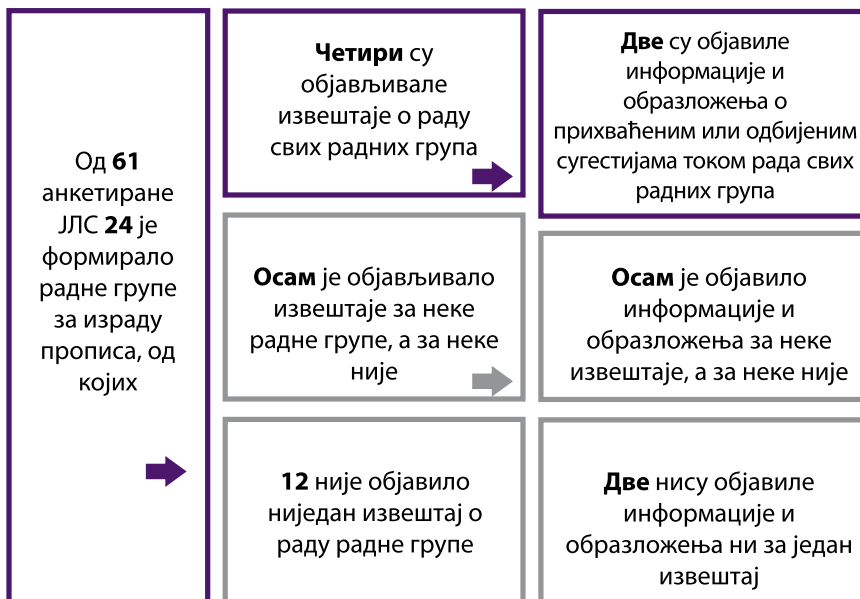 Од 61
анкетиране
ЈЛС 24 је
формирало
радне групе
за израду
прописа, од
којих
Четири су
објављивале
извештаје о раду
свих радних група
Две су објавиле
информације и
образложења о
прихваћеним или одбијеним
сугестијама током рада свих
радних група
Осам је објављивало
извештаје за неке
радне групе, а за неке
није
Осам је објавило
информације и
образложења за неке
извештаје, а за неке није
12 није објавило
ниједан извештај о
раду радне групе
Две нису објавиле
информације и
образложења ни за један
извештај